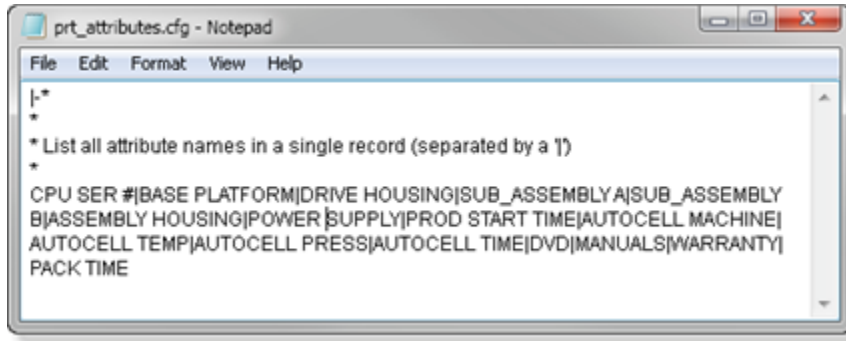 prt_attributes.cfg - Notepad
File Edit Format View Help
|-*
*
* List all attribute names in a single record (separated by a '|')
*
CPU SER #|BASE PLATFORM|DRIVE HOUSING|SUB_ASSEMBLY A|SUB_ASSEMBLY
B|ASSEMBLY HOUSING|POWER SUPPLY|PROD START TIME|AUTOCELL MACHINE|
AUTOCELL TEMP|AUTOCELL PRESS|AUTOCELL TIME|DVD|MANUALS|WARRANTY|
PACK TIME